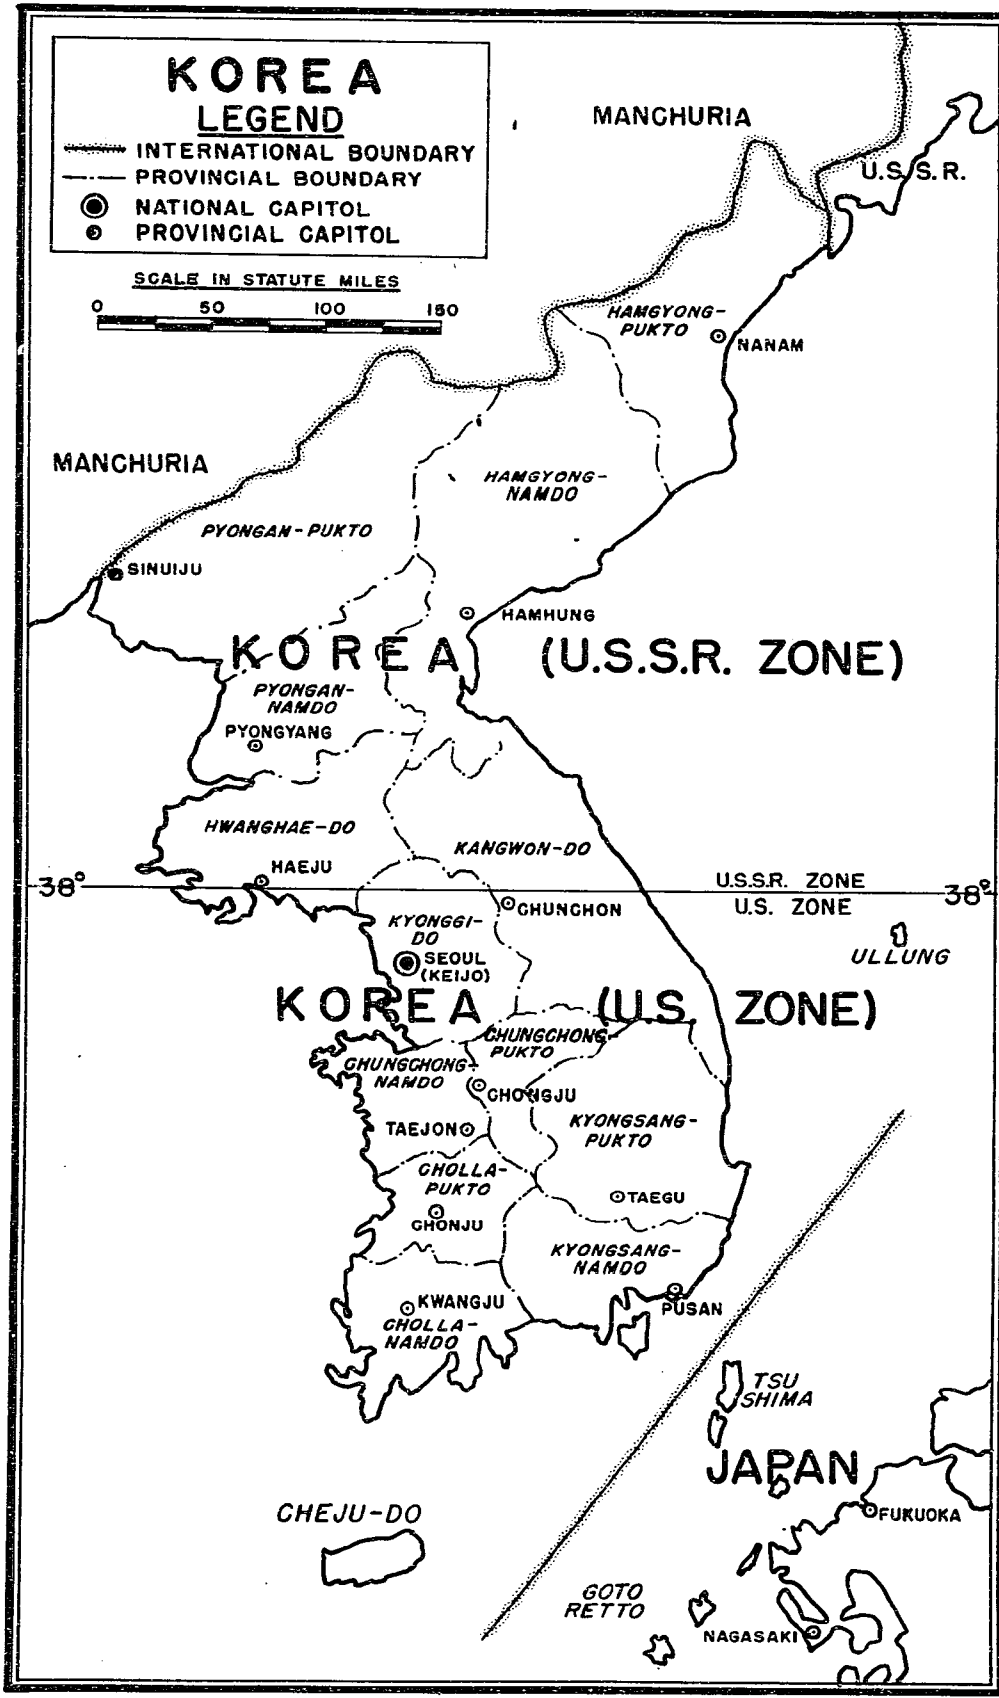 KOREA
LEGEND
INTERNATIONAL BOUNDARY
PROVINCIAL BOUNDARY
NATIONAL CAPITOL
PROVINCIAL CAPITOL
SCALE IN STATUTE MILES
0 50 100 150
MANCHURIA
U.S.S.R.
HAMGYONG-
PUKTO
NANAM
MANCHURIA
HAMGYONG-
NAMDO
PYONGAN-PUKTO
SINUIJU
HAMHUNG
KOREA (U.S.S.R. ZONE)
PYONGAN-
NAMDO
PYONGYANG
HWANGHAE-DO
KANGWON-DO
HAEJU
38°
U.S.S.R. ZONE
38°
U.S. ZONE
CHUNCHON
KYONGGI-
DO
ULLUNG
SEOUL
(KEIJO)
KOREA (U.S. ZONE)
CHUNGCHONG-
PUKTO
CHUNGCHONG-
NAMDO
CHONGJU
KYONGSANG-
PUKTO
TAEJON
CHOLLA-
PUKTO
TAEGU
CHONJU
KYONGSANG-
NAMDO
KWANGJU
PUSAN
CHOLLA-
NAMDO
TSU
SHIMA
JAPAN
CHEJU-DO
FUKUOKA
GOTO
RETTO
NAGASAKI